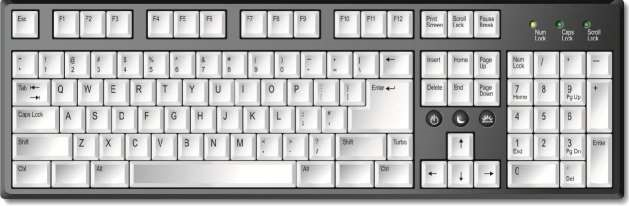 Esc F1 F2 F3 F4 F5 F6 F7 F8 F9 F10 F11 F12 Print Screen Scroll Lock Pause Break
Num Lock Caps Lock Scroll Lock
! 1 @ 2 # 3 $ 4 % 5 6 & 7 * 8 ( 9 ) 0 Insert Home Page Up Num Lock / * -
Tab Q W E R T Y U I O P Enter Delete End Page Down 7 Home 8 9 Pg Up +
Caps Lock A S D F G H J K L 4 5 6
Shift Z X C V B N M < , > . ? / Shift Turbo ↑ 1 End 2 3 Pg Dn Enter
Ctrl Alt Alt Ctrl ← ↓ → 0 . Del